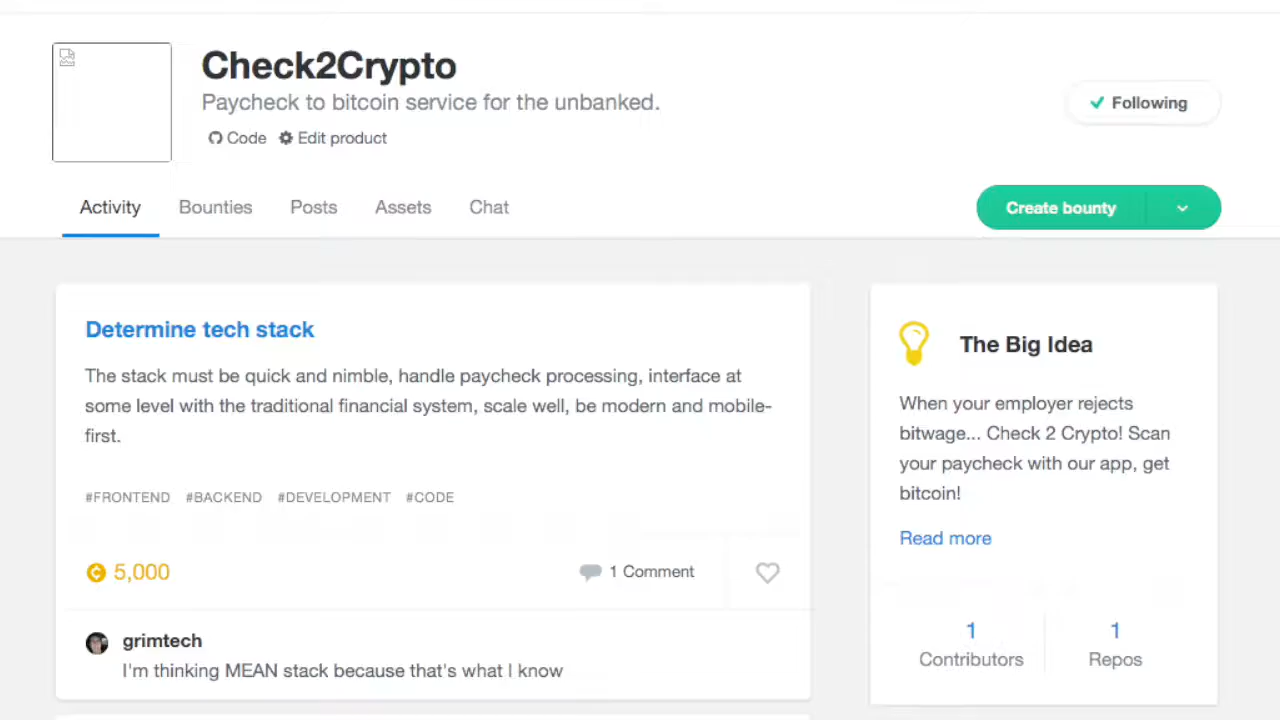 Check2Crypto
Paycheck to bitcoin service for the unbanked.
Code Edit product
Following
Activity Bounties Posts Assets Chat
Create bounty
Determine tech stack
The stack must be quick and nimble, handle paycheck processing, interface at
some level with the traditional financial system, scale well, be modern and mobile-
first.
#FRONTEND #BACKEND #DEVELOPMENT #CODE
5,000
1 Comment
grimtech
I'm thinking MEAN stack because that's what I know
The Big Idea
When your employer rejects
bitwage... Check 2 Crypto! Scan
your paycheck with our app, get
bitcoin!
Read more
1
Contributors
1
Repos